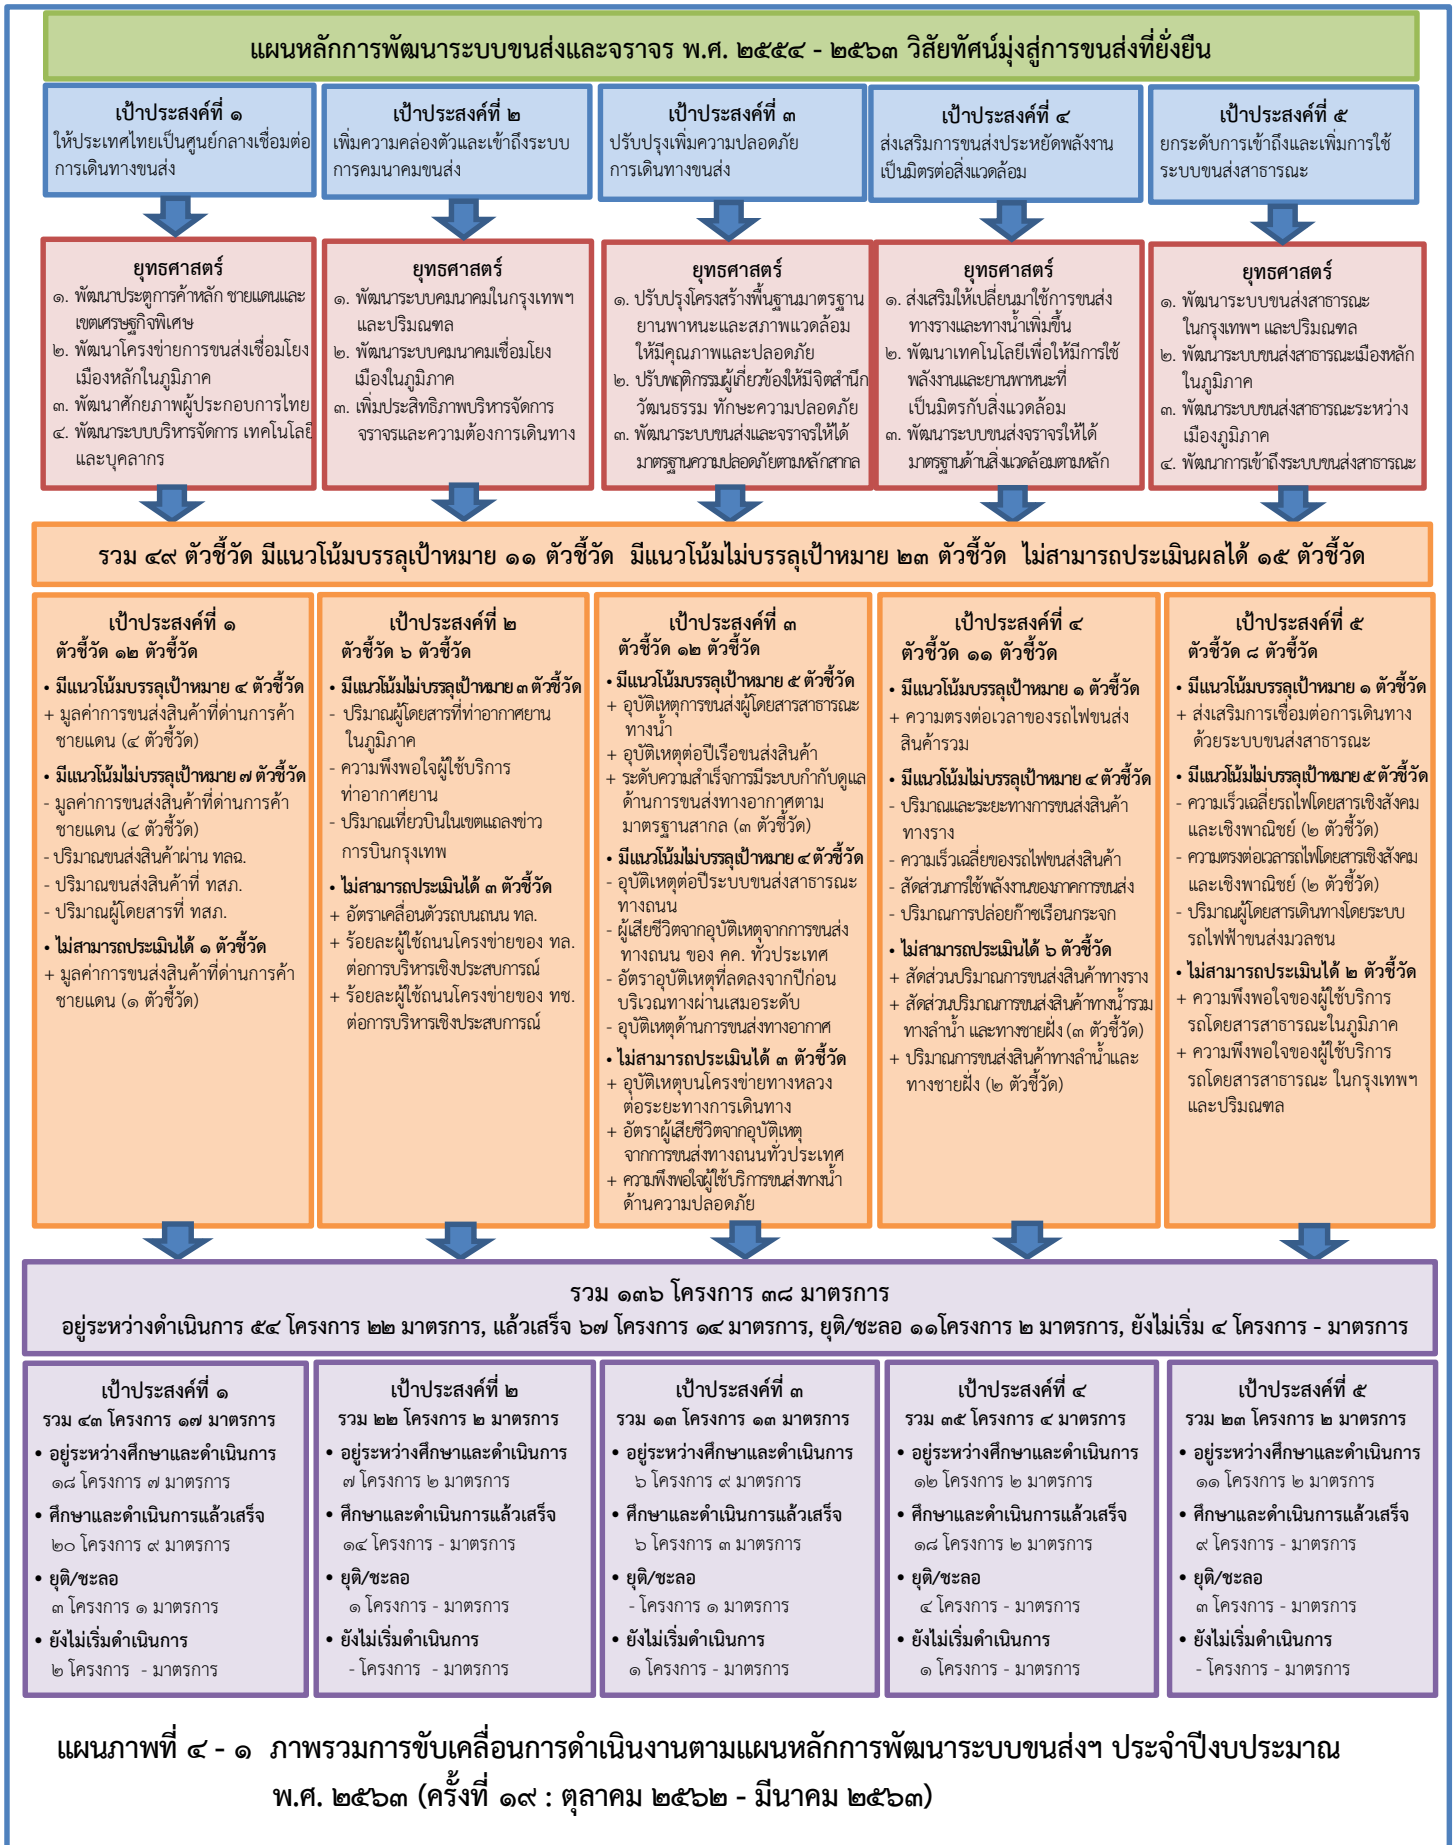 แผนหลักการพัฒนาระบบขนส่งและจราจร พ.ศ. ๒๕๕๔ - ๒๕๖๓ วิสัยทัศน์มุ่งสู่การขนส่งที่ยั่งยืน
เป้าประสงค์ที่ ๑
ให้ประเทศไทยเป็นศูนย์กลางเชื่อมต่อ
การเดินทางขนส่ง
เป้าประสงค์ที่ ๒
เพิ่มความคล่องตัวและเข้าถึงระบบ
การคมนาคมขนส่ง
เป้าประสงค์ที่ ๓
ปรับปรุงเพิ่มความปลอดภัย
การเดินทางขนส่ง
เป้าประสงค์ที่ ๔
ส่งเสริมการขนส่งประหยัดพลังงาน
เป็นมิตรต่อสิ่งแวดล้อม
เป้าประสงค์ที่ ๕
ยกระดับการเข้าถึงและเพิ่มการใช้
ระบบขนส่งสาธารณะ
ยุทธศาสตร์
๑. พัฒนาประตูการค้าหลัก ชายแดนและ
เขตเศรษฐกิจพิเศษ
๒. พัฒนาโครงข่ายการขนส่งเชื่อมโยง
เมืองหลักในภูมิภาค
๓. พัฒนาศักยภาพผู้ประกอบการไทย
๔. พัฒนาระบบบริหารจัดการ เทคโนโลยี
และบุคลากร
ยุทธศาสตร์
๑. พัฒนาระบบคมนาคมในกรุงเทพฯ
และปริมณฑล
๒. พัฒนาระบบคมนาคมเชื่อมโยง
เมืองในภูมิภาค
๓. เพิ่มประสิทธิภาพบริหารจัดการ
จราจรและความต้องการเดินทาง
ยุทธศาสตร์
๑. ปรับปรุงโครงสร้างพื้นฐานมาตรฐาน
ยานพาหนะและสภาพแวดล้อม
ให้มีคุณภาพและปลอดภัย
๒. ปรับพฤติกรรมผู้เกี่ยวข้องให้มีจิตสำนึก
วัฒนธรรม ทักษะความปลอดภัย
๓. พัฒนาระบบขนส่งและจราจรให้ได้
มาตรฐานความปลอดภัยตามหลักสากล
ยุทธศาสตร์
๑. ส่งเสริมให้เปลี่ยนมาใช้การขนส่ง
ทางรางและทางน้ำเพิ่มขึ้น
๒. พัฒนาเทคโนโลยีเพื่อให้มีการใช้
พลังงานและยานพาหนะที่
เป็นมิตรกับสิ่งแวดล้อม
๓. พัฒนาระบบขนส่งจราจรให้ได้
มาตรฐานด้านสิ่งแวดล้อมตามหลัก
ยุทธศาสตร์
๑. พัฒนาระบบขนส่งสาธารณะ
ในกรุงเทพฯ และปริมณฑล
๒. พัฒนาระบบขนส่งสาธารณะเมืองหลัก
ในภูมิภาค
๓. พัฒนาระบบขนส่งสาธารณะระหว่าง
เมืองภูมิภาค
๔. พัฒนาการเข้าถึงระบบขนส่งสาธารณะ
รวม ๔๙ ตัวชี้วัด มีแนวโน้มบรรลุเป้าหมาย ๑๑ ตัวชี้วัด มีแนวโน้มไม่บรรลุเป้าหมาย ๒๓ ตัวชี้วัด ไม่สามารถประเมินผลได้ ๑๕ ตัวชี้วัด
เป้าประสงค์ที่ ๑
ตัวชี้วัด ๑๒ ตัวชี้วัด
• มีแนวโน้มบรรลุเป้าหมาย ๔ ตัวชี้วัด
+ มูลค่าการขนส่งสินค้าที่ด่านการค้า
ชายแดน (๔ ตัวชี้วัด)
• มีแนวโน้มไม่บรรลุเป้าหมาย ๗ ตัวชี้วัด
- มูลค่าการขนส่งสินค้าที่ด่านการค้า
ชายแดน (๔ ตัวชี้วัด)
- ปริมาณขนส่งสินค้าผ่าน ทลฉ.
- ปริมาณขนส่งสินค้าที่ ทสภ.
- ปริมาณผู้โดยสารที่ ทสภ.
• ไม่สามารถประเมินได้ ๑ ตัวชี้วัด
+ มูลค่าการขนส่งสินค้าที่ด่านการค้า
ชายแดน (๑ ตัวชี้วัด)
เป้าประสงค์ที่ ๒
ตัวชี้วัด ๖ ตัวชี้วัด
• มีแนวโน้มไม่บรรลุเป้าหมาย ๓ ตัวชี้วัด
- ปริมาณผู้โดยสารที่ท่าอากาศยาน
ในภูมิภาค
- ความพึงพอใจผู้ใช้บริการ
ท่าอากาศยาน
- ปริมาณเที่ยวบินในเขตแถลงข่าว
การบินกรุงเทพ
• ไม่สามารถประเมินได้ ๓ ตัวชี้วัด
+ อัตราเคลื่อนตัวรถบนถนน ทล.
+ ร้อยละผู้ใช้ถนนโครงข่ายของ ทล.
ต่อการบริหารเชิงประสบการณ์
+ ร้อยละผู้ใช้ถนนโครงข่ายของ ทช.
ต่อการบริหารเชิงประสบการณ์
เป้าประสงค์ที่ ๓
ตัวชี้วัด ๑๒ ตัวชี้วัด
• มีแนวโน้มบรรลุเป้าหมาย ๕ ตัวชี้วัด
+ อุบัติเหตุการขนส่งผู้โดยสารสาธารณะ
ทางน้ำ
+ อุบัติเหตุต่อปีเรือขนส่งสินค้า
+ ระดับความสำเร็จการมีระบบกำกับดูแล
ด้านการขนส่งทางอากาศตาม
มาตรฐานสากล (๓ ตัวชี้วัด)
• มีแนวโน้มไม่บรรลุเป้าหมาย ๔ ตัวชี้วัด
- อุบัติเหตุต่อปีระบบขนส่งสาธารณะ
ทางถนน
- ผู้เสียชีวิตจากอุบัติเหตุจากการขนส่ง
ทางถนน ของ คค. ทั่วประเทศ
- อัตราอุบัติเหตุที่ลดลงจากปีก่อน
บริเวณทางผ่านเสมอระดับ
- อุบัติเหตุด้านการขนส่งทางอากาศ
• ไม่สามารถประเมินได้ ๓ ตัวชี้วัด
+ อุบัติเหตุบนโครงข่ายทางหลวง
ต่อระยะทางการเดินทาง
+ อัตราผู้เสียชีวิตจากอุบัติเหตุ
จากการขนส่งทางถนนทั่วประเทศ
+ ความพึงพอใจผู้ใช้บริการขนส่งทางน้ำ
ด้านความปลอดภัย
เป้าประสงค์ที่ ๔
ตัวชี้วัด ๑๑ ตัวชี้วัด
• มีแนวโน้มบรรลุเป้าหมาย ๑ ตัวชี้วัด
+ ความตรงต่อเวลาของรถไฟขนส่ง
สินค้ารวม
• มีแนวโน้มไม่บรรลุเป้าหมาย ๔ ตัวชี้วัด
- ปริมาณและระยะทางการขนส่งสินค้า
ทางราง
- ความเร็วเฉลี่ยของรถไฟขนส่งสินค้า
- สัดส่วนการใช้พลังงานของภาคการขนส่ง
- ปริมาณการปล่อยก๊าซเรือนกระจก
• ไม่สามารถประเมินได้ ๖ ตัวชี้วัด
+ สัดส่วนปริมาณการขนส่งสินค้าทางราง
+ สัดส่วนปริมาณการขนส่งสินค้าทางน้ำรวม
ทางลำน้ำ และทางชายฝั่ง (๓ ตัวชี้วัด)
+ ปริมาณการขนส่งสินค้าทางลำน้ำและ
ทางชายฝั่ง (๒ ตัวชี้วัด)
เป้าประสงค์ที่ ๕
ตัวชี้วัด ๘ ตัวชี้วัด
• มีแนวโน้มบรรลุเป้าหมาย ๑ ตัวชี้วัด
+ ส่งเสริมการเชื่อมต่อการเดินทาง
ด้วยระบบขนส่งสาธารณะ
• มีแนวโน้มไม่บรรลุเป้าหมาย ๕ ตัวชี้วัด
- ความเร็วเฉลี่ยรถไฟโดยสารเชิงสังคม
และเชิงพาณิชย์ (๒ ตัวชี้วัด)
- ความตรงต่อเวลารถไฟโดยสารเชิงสังคม
และเชิงพาณิชย์ (๒ ตัวชี้วัด)
- ปริมาณผู้โดยสารเดินทางโดยระบบ
รถไฟฟ้าขนส่งมวลชน
• ไม่สามารถประเมินได้ ๒ ตัวชี้วัด
+ ความพึงพอใจของผู้ใช้บริการ
รถโดยสารสาธารณะในภูมิภาค
+ ความพึงพอใจของผู้ใช้บริการ
รถโดยสารสาธารณะ ในกรุงเทพฯ
และปริมณฑล
รวม ๑๓๖ โครงการ ๓๘ มาตรการ
อยู่ระหว่างดำเนินการ ๕๔ โครงการ ๒๒ มาตรการ, แล้วเสร็จ ๖๗ โครงการ ๑๔ มาตรการ, ยุติ/ชะลอ ๑๑โครงการ ๒ มาตรการ, ยังไม่เริ่ม ๔ โครงการ - มาตรการ
เป้าประสงค์ที่ ๑
รวม ๔๓ โครงการ ๑๗ มาตรการ
• อยู่ระหว่างศึกษาและดำเนินการ
๑๘ โครงการ ๗ มาตรการ
• ศึกษาและดำเนินการแล้วเสร็จ
๒๐ โครงการ ๙ มาตรการ
• ยุติ/ชะลอ
๓ โครงการ ๑ มาตรการ
• ยังไม่เริ่มดำเนินการ
๒ โครงการ - มาตรการ
เป้าประสงค์ที่ ๒
รวม ๒๒ โครงการ ๒ มาตรการ
• อยู่ระหว่างศึกษาและดำเนินการ
๗ โครงการ ๒ มาตรการ
• ศึกษาและดำเนินการแล้วเสร็จ
๑๔ โครงการ - มาตรการ
• ยุติ/ชะลอ
๑ โครงการ - มาตรการ
• ยังไม่เริ่มดำเนินการ
- โครงการ - มาตรการ
เป้าประสงค์ที่ ๓
รวม ๑๓ โครงการ ๑๓ มาตรการ
• อยู่ระหว่างศึกษาและดำเนินการ
๖ โครงการ ๙ มาตรการ
• ศึกษาและดำเนินการแล้วเสร็จ
๖ โครงการ ๓ มาตรการ
• ยุติ/ชะลอ
- โครงการ ๑ มาตรการ
• ยังไม่เริ่มดำเนินการ
๑ โครงการ - มาตรการ
เป้าประสงค์ที่ ๔
รวม ๓๕ โครงการ ๔ มาตรการ
• อยู่ระหว่างศึกษาและดำเนินการ
๑๒ โครงการ ๒ มาตรการ
• ศึกษาและดำเนินการแล้วเสร็จ
๑๘ โครงการ ๒ มาตรการ
• ยุติ/ชะลอ
๔ โครงการ - มาตรการ
• ยังไม่เริ่มดำเนินการ
๑ โครงการ - มาตรการ
เป้าประสงค์ที่ ๕
รวม ๒๓ โครงการ ๒ มาตรการ
• อยู่ระหว่างศึกษาและดำเนินการ
๑๑ โครงการ ๒ มาตรการ
• ศึกษาและดำเนินการแล้วเสร็จ
๙ โครงการ - มาตรการ
• ยุติ/ชะลอ
๓ โครงการ - มาตรการ
• ยังไม่เริ่มดำเนินการ
- โครงการ - มาตรการ
แผนภาพที่ ๔ - ๑ ภาพรวมการขับเคลื่อนการดำเนินงานตามแผนหลักการพัฒนาระบบขนส่งฯ ประจำปีงบประมาณ
พ.ศ. ๒๕๖๓ (ครั้งที่ ๑๙ : ตุลาคม ๒๕๖๒ - มีนาคม ๒๕๖๓)